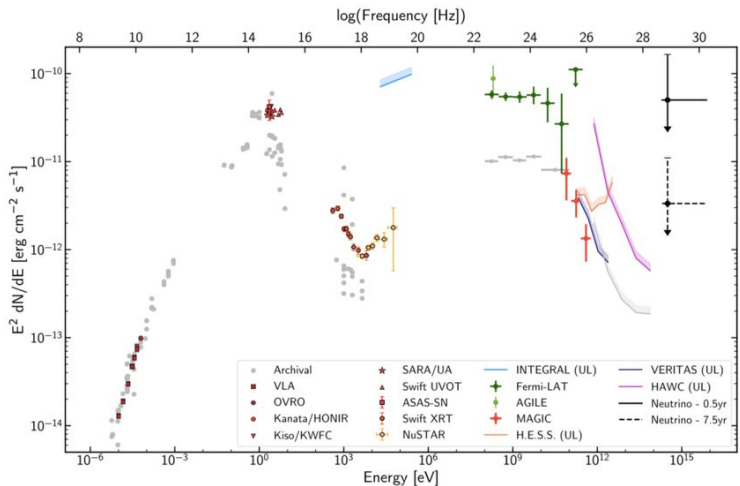 log(Frequency [Hz])
8 10 12 14 16 18 20 22 24 26 28 30
10⁻¹⁰
10⁻¹¹
10⁻¹²
10⁻¹³
10⁻¹⁴
E² dN/dE [erg cm⁻² s⁻¹]
Archival
VLA
OVRO
Kanata/HONIR
Kiso/KWFC
SARA/UA
Swift UVOT
ASAS-SN
Swift XRT
NuSTAR
INTEGRAL (UL)
Fermi-LAT
AGILE
MAGIC
H.E.S.S. (UL)
VERITAS (UL)
HAWC (UL)
Neutrino - 0.5yr
Neutrino - 7.5yr
10⁻⁶ 10⁻³ 10⁰ 10³ 10⁶ 10⁹ 10¹² 10¹⁵
Energy [eV]